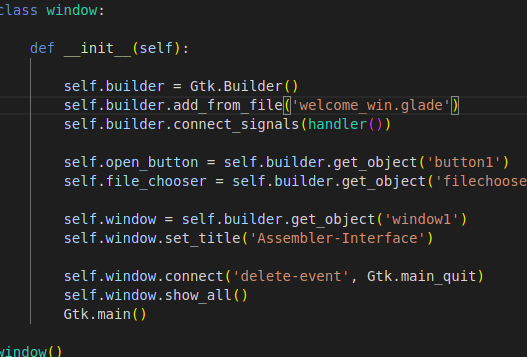 class window:
def __init__(self):
self.builder = Gtk.Builder()
self.builder.add_from_file('welcome_win.glade')
self.builder.connect_signals(handler())
self.open_button = self.builder.get_object('button1')
self.file_chooser = self.builder.get_object('filechoose
self.window = self.builder.get_object('window1')
self.window.set_title('Assembler-Interface')
self.window.connect('delete-event', Gtk.main_quit)
self.window.show_all()
Gtk.main()
window()